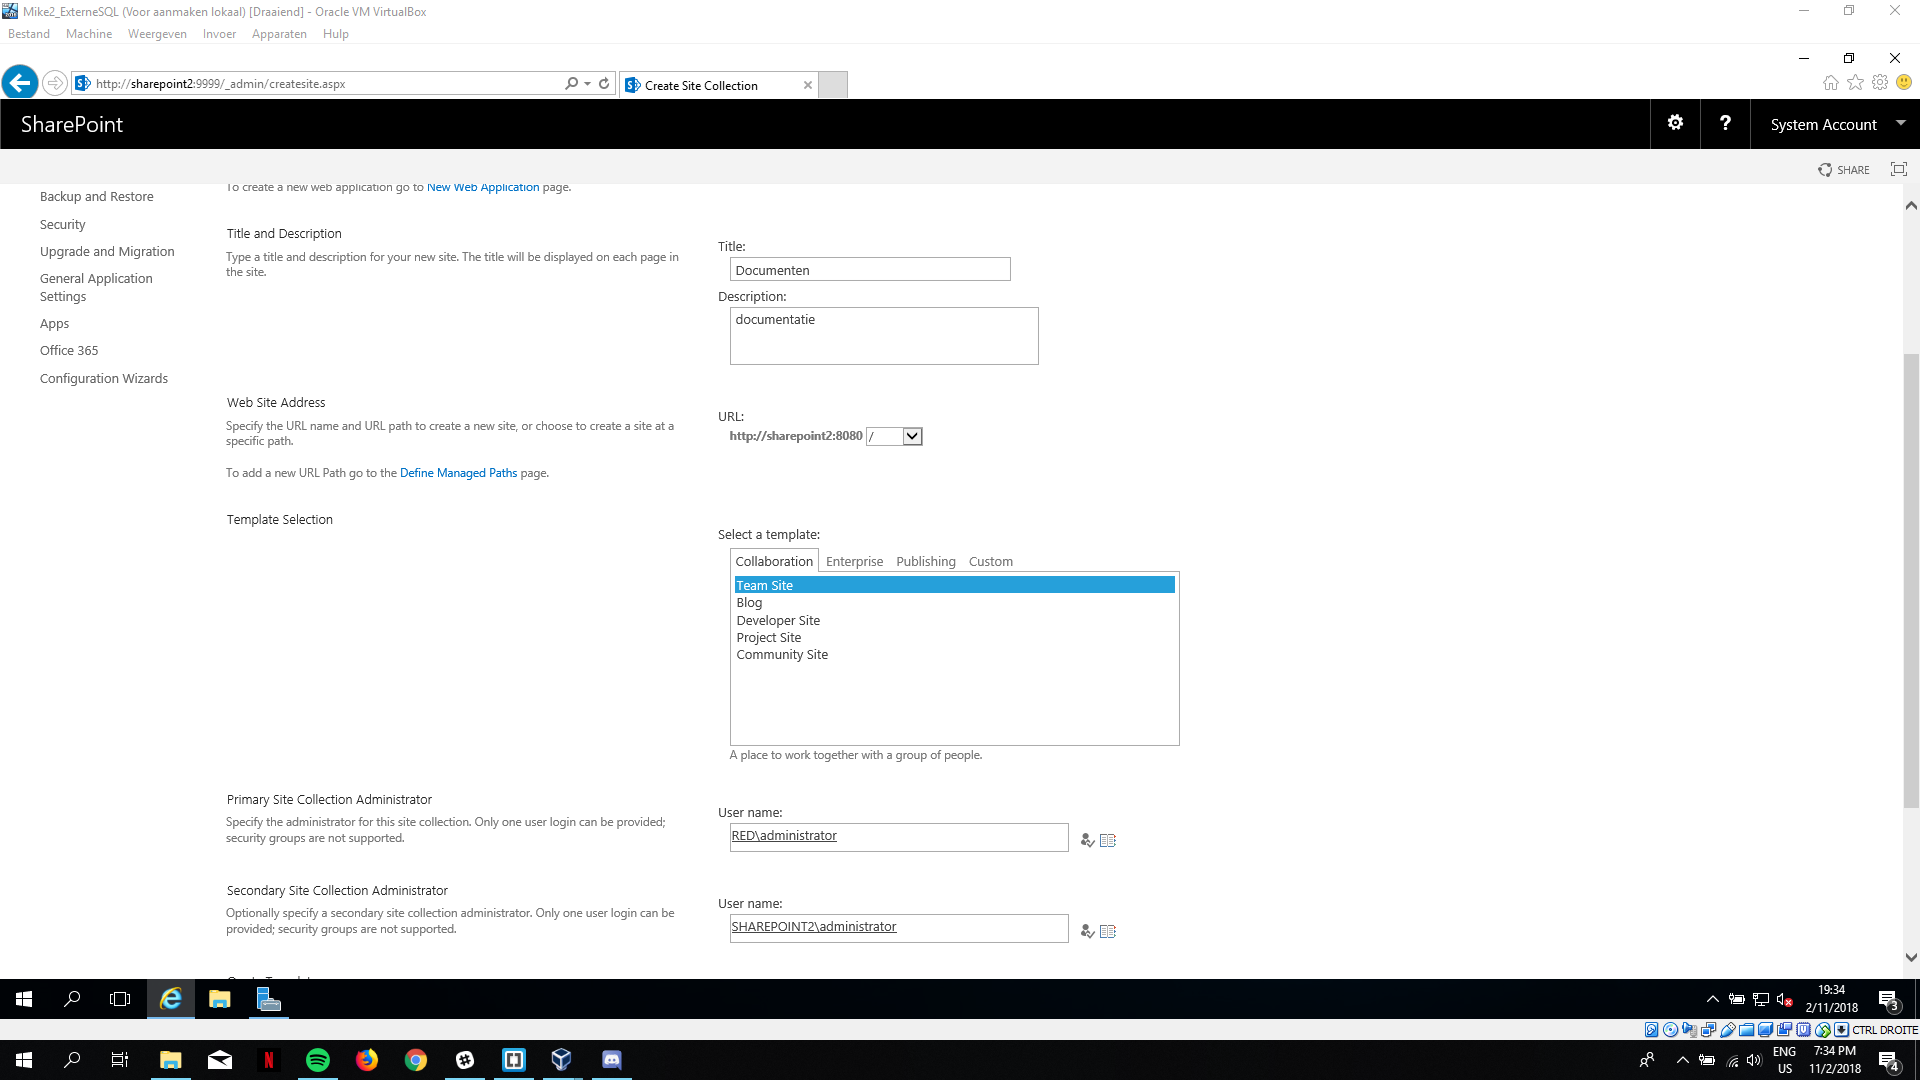 Mike2_ExterneSQL (Voor aanmaken lokaal) [Draaiend] - Oracle VM VirtualBox
Bestand Machine Weergeven Invoer Apparaten Hulp
http://sharepoint2:9999/_admin/createsite.aspx
Create Site Collection
SharePoint
System Account
SHARE
To create a new web application go to New Web Application page.
Backup and Restore
Security
Upgrade and Migration
General Application
Settings
Apps
Office 365
Configuration Wizards
Title and Description
Type a title and description for your new site. The title will be displayed on each page in
the site.
Title:
Documenten
Description:
documentatie
Web Site Address
Specify the URL name and URL path to create a new site, or choose to create a site at a
specific path.
To add a new URL Path go to the Define Managed Paths page.
URL:
http://sharepoint2:8080 /
Template Selection
Select a template:
Collaboration Enterprise Publishing Custom
Team Site
Blog
Developer Site
Project Site
Community Site
A place to work together with a group of people.
Primary Site Collection Administrator
Specify the administrator for this site collection. Only one user login can be provided;
security groups are not supported.
User name:
RED\administrator
Secondary Site Collection Administrator
Optionally specify a secondary site collection administrator. Only one user login can be
provided; security groups are not supported.
User name:
SHAREPOINT2\administrator
19:34
2/11/2018
3
CTRL DROITE
ENG
US
7:34 PM
11/2/2018
4